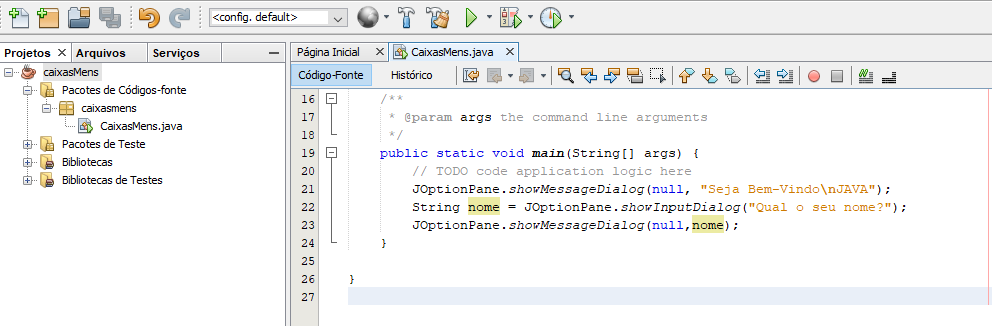 <config. default>
Projetos X Arquivos Serviços
caixasMens
Pacotes de Códigos-fonte
caixasmens
CaixasMens.java
Pacotes de Teste
Bibliotecas
Bibliotecas de Testes
Página Inicial CaixasMens.java
Código-Fonte Histórico
16 /**
17 * @param args the command line arguments
18 */
19 public static void main(String[] args) {
20 // TODO code application logic here
21 JOptionPane.showMessageDialog(null, "Seja Bem-Vindo\nJAVA");
22 String nome = JOptionPane.showInputDialog("Qual o seu nome?");
23 JOptionPane.showMessageDialog(null,nome);
24 }
25
26 }
27